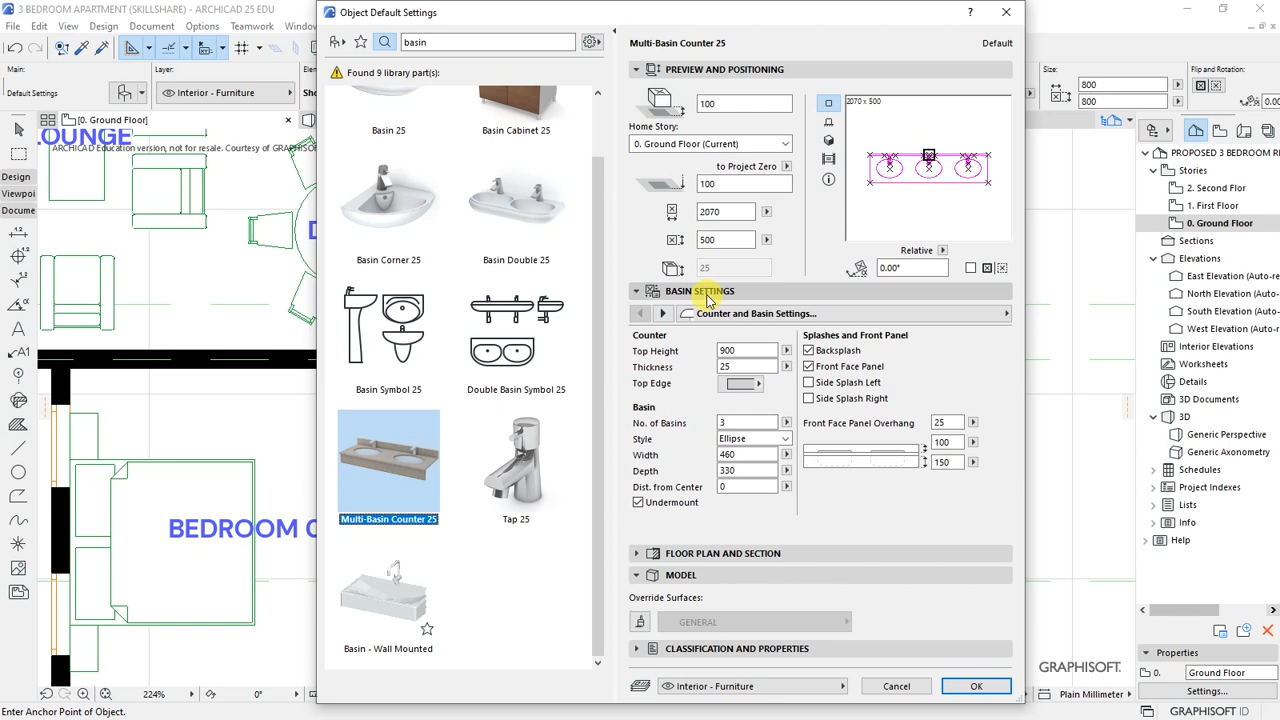 3 BEDROOM APARTMENT (SKILLSHARE) - ARCHICAD 25 EDU
File Edit View Design Document Options Teamwork
Main:
Layer:
Default Settings
Interior - Furniture
[0. Ground Floor]
ARCHICAD Education version, not for resale. Courtesy of GRAPHIS
LOUNGE
Design
Viewpoi
Docume
A
A1
BEDROOM
224%
0°
Enter Anchor Point of Object.
Object Default Settings
? 
basin
Found 9 library part(s):
Basin 25
Basin Cabinet 25
Basin Corner 25
Basin Double 25
Basin Symbol 25
Double Basin Symbol 25
Multi-Basin Counter 25
Tap 25
Basin - Wall Mounted
Multi-Basin Counter 25
Default
PREVIEW AND POSITIONING
100
Home Story:
0. Ground Floor (Current)
to Project Zero
100
2070
500
25
2070 x 500
Relative
0.00°
BASIN SETTINGS
Counter and Basin Settings...
Counter
Top Height 900
Thickness 25
Top Edge
Basin
No. of Basins 3
Style Ellipse
Width 460
Depth 330
Dist. from Center 0
Undermount
Splashes and Front Panel
Backsplash
Front Face Panel
Side Splash Left
Side Splash Right
Front Face Panel Overhang 25
100
150
FLOOR PLAN AND SECTION
MODEL
Override Surfaces:
GENERAL
CLASSIFICATION AND PROPERTIES
Interior - Furniture
Cancel
OK
Size:
800
800
Flip and Rotation:
PROPOSED 3 BEDROOM RE
Stories
2. Second Flor
1. First Floor
0. Ground Floor
Sections
Elevations
East Elevation (Auto
North Elevation (Aut
South Elevation (Aut
West Elevation (Auto
Interior Elevations
Worksheets
Details
3D Documents
3D
Generic Perspective
Generic Axonometry
Schedules
Project Indexes
Lists
Info
Help
GRAPHISOFT.
Properties
0. Ground Floor
Settings...
Plain Millimeter
GRAPHISOFT ID